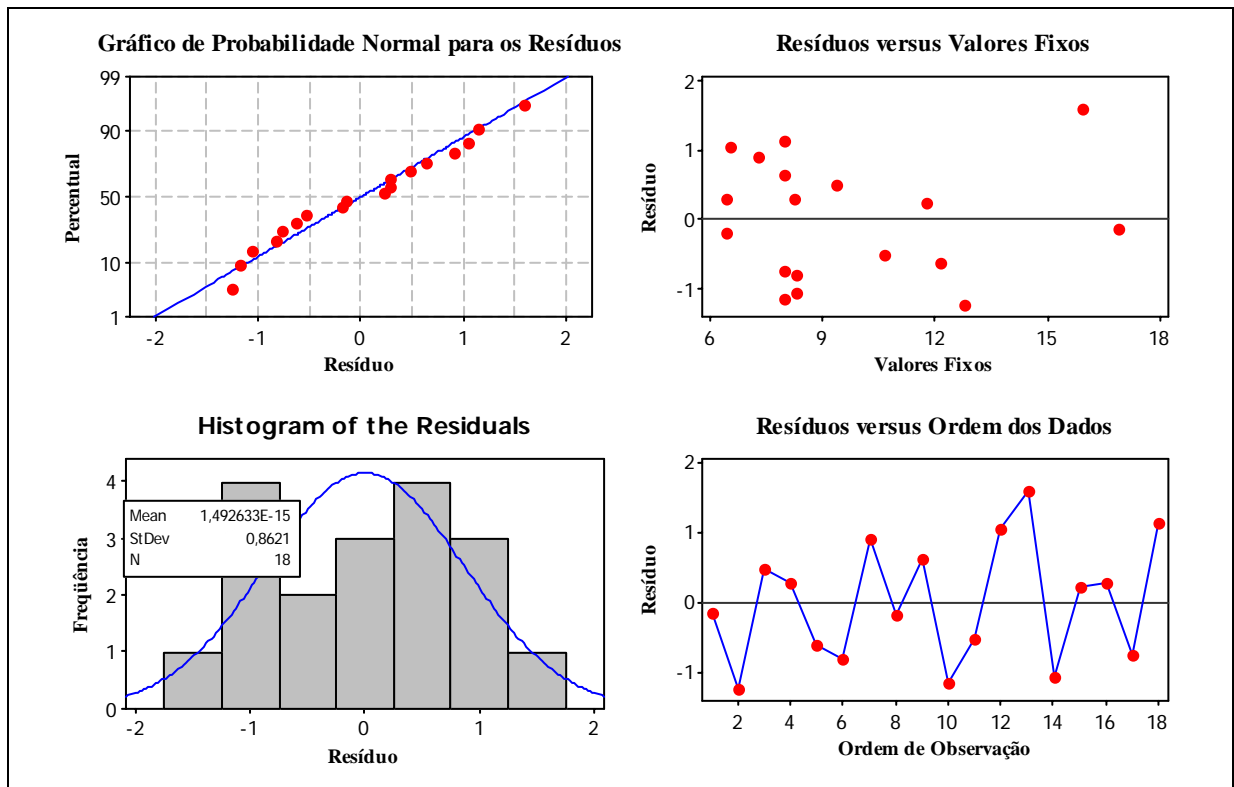 Gráfico de Probabilidade Normal para os Resíduos
99
90
50
10
1
Percentual
-2 -1 0 1 2
Resíduo
Resíduos versus Valores Fixos
2
1
0
-1
Resíduo
6 9 12 15 18
Valores Fixos
Histogram of the Residuals
4
3
2
1
0
Freqüência
Mean 1,492633E-15
StDev 0,8621
N 18
-2 -1 0 1 2
Resíduo
Resíduos versus Ordem dos Dados
2
1
0
-1
Resíduo
2 4 6 8 10 12 14 16 18
Ordem de Observação